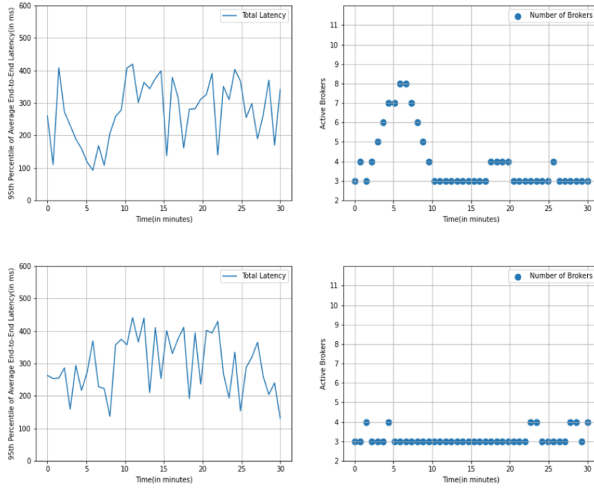 95th Percentile of Average End-to-End Latency(in ms)
600
500
400
300
200
100
0
Total Latency
0 5 10 15 20 25 30
Time(in minutes)
Active Brokers
11
10
9
8
7
6
5
4
3
2
Number of Brokers
0 5 10 15 20 25 30
Time(in minutes)
95th Percentile of Average End-to-End Latency(in ms)
600
500
400
300
200
100
0
Total Latency
0 5 10 15 20 25 30
Time(in minutes)
Active Brokers
11
10
9
8
7
6
5
4
3
2
Number of Brokers
0 5 10 15 20 25 30
Time(in minutes)